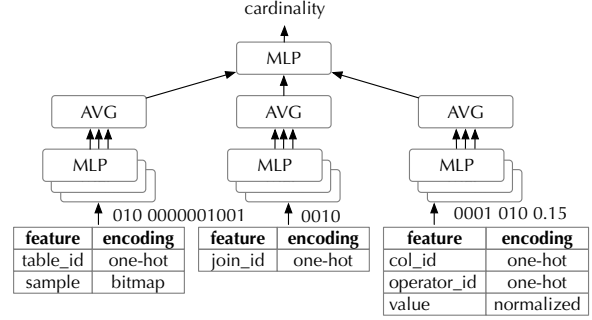 cardinality
MLP
AVG AVG AVG
MLP MLP MLP
010 0000001001 0010 0001 010 0.15
feature encoding feature encoding feature encoding
table_id one-hot join_id one-hot col_id one-hot
sample bitmap operator_id one-hot
value normalized